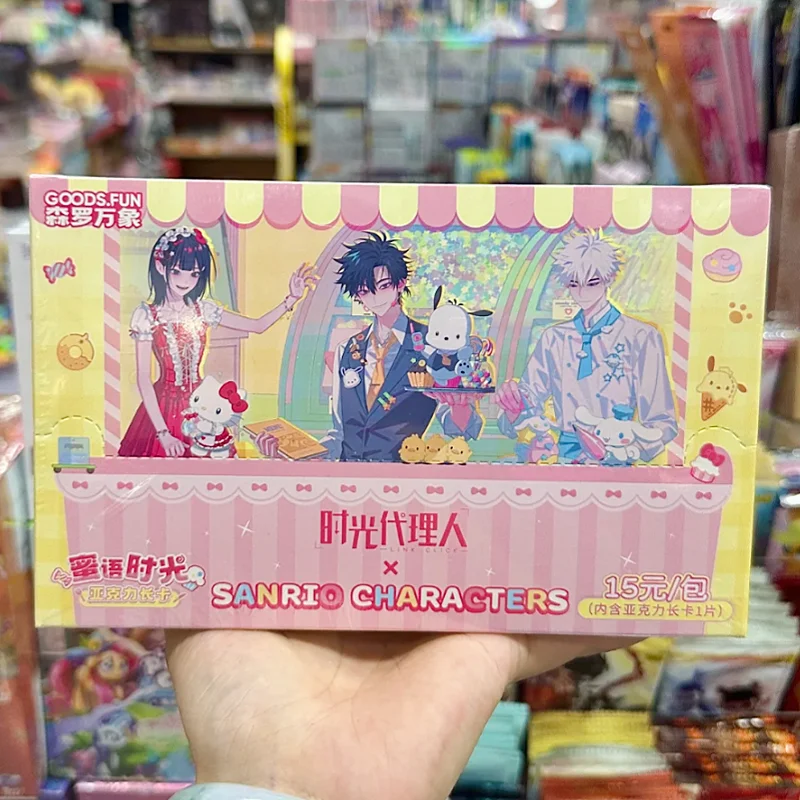 GOODS.FUN
森罗万象
时光代理人
LINK CLICK
×
SANRIO CHARACTERS
蜜语时光
亚克力长卡
15元/包
(内含亚克力长卡1片)